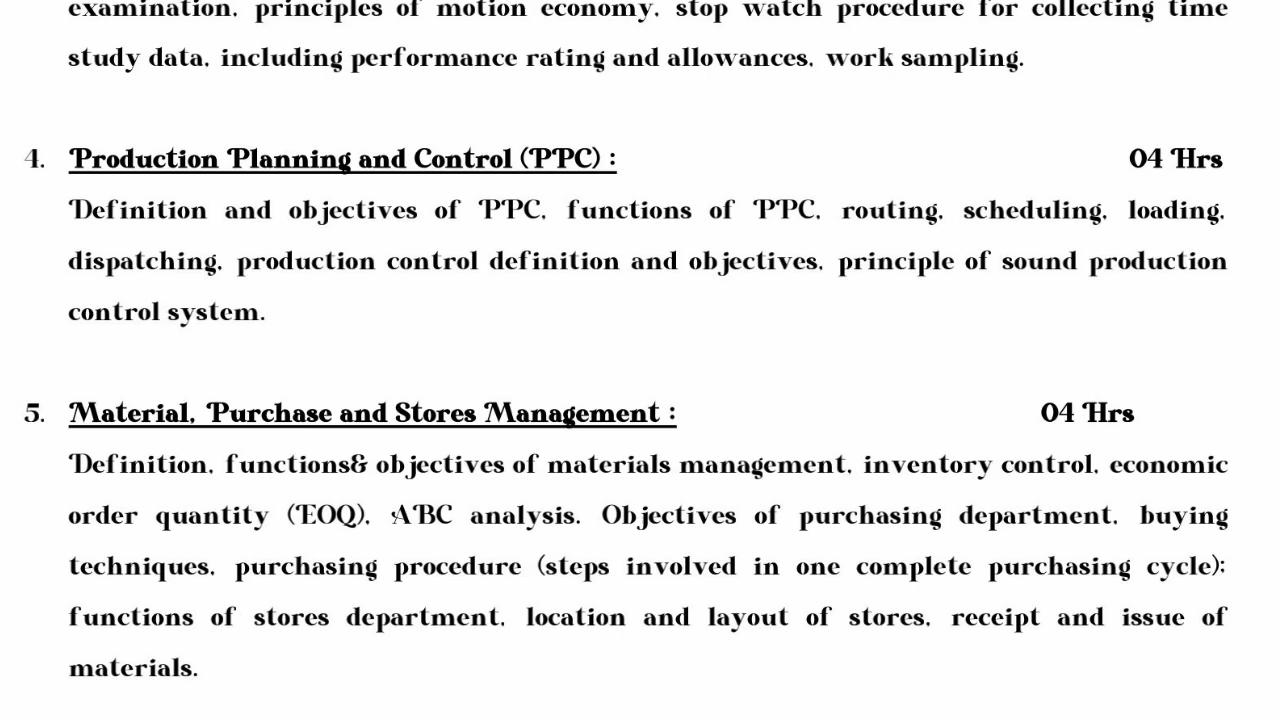 examination, principles of motion economy, stop watch procedure for collecting time
study data, including performance rating and allowances, work sampling.
4. Production Planning and Control (PPC) : 04 Hrs
Definition and objectives of PPC, functions of PPC, routing, scheduling, loading,
dispatching, production control definition and objectives, principle of sound production
control system.
5. Material, Purchase and Stores Management : 04 Hrs
Definition, functions& objectives of materials management, inventory control, economic
order quantity (EOQ), ABC analysis. Objectives of purchasing department, buying
techniques, purchasing procedure (steps involved in one complete purchasing cycle);
functions of stores department, location and layout of stores, receipt and issue of
materials.